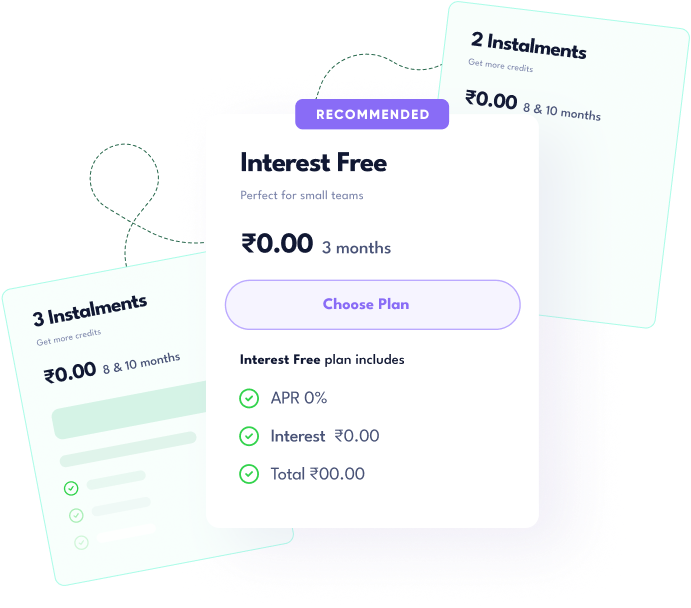 2 Instalments
Get more credits
₹0.00 8 & 10 months
RECOMMENDED
Interest Free
Perfect for small teams
₹0.00 3 months
Choose Plan
Interest Free plan includes
APR 0%
Interest ₹0.00
Total ₹00.00
3 Instalments
Get more credits
₹0.00 8 & 10 months